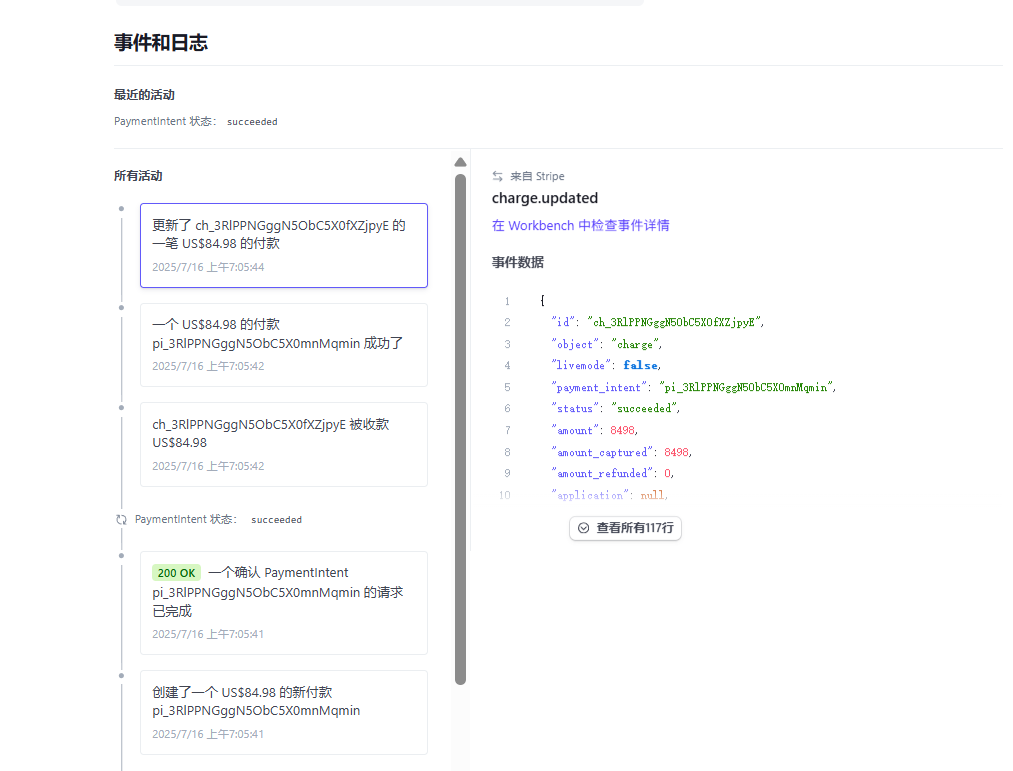 事件和日志
最近的活动
PaymentIntent 状态： succeeded
所有活动
更新了 ch_3RlPPNGggN5ObC5X0fXZjpyE 的
一笔 US$84.98 的付款
2025/7/16 上午7:05:44
一个 US$84.98 的付款
pi_3RlPPNGggN5ObC5X0mnMqmin 成功了
2025/7/16 上午7:05:42
ch_3RlPPNGggN5ObC5X0fXZjpyE 被收款
US$84.98
2025/7/16 上午7:05:42
PaymentIntent 状态： succeeded
200 OK 一个确认 PaymentIntent
pi_3RlPPNGggN5ObC5X0mnMqmin 的请求
已完成
2025/7/16 上午7:05:41
创建了一个 US$84.98 的新付款
pi_3RlPPNGggN5ObC5X0mnMqmin
2025/7/16 上午7:05:41
来自 Stripe
charge.updated
在 Workbench 中检查事件详情
事件数据
1 {
2 "id": "ch_3RlPPNGggN5ObC5X0fXZjpyE",
3 "object": "charge",
4 "livemode": false,
5 "payment_intent": "pi_3RlPPNGggN5ObC5X0mnMqmin",
6 "status": "succeeded",
7 "amount": 8498,
8 "amount_captured": 8498,
9 "amount_refunded": 0,
10 "application": null,
查看所有117行